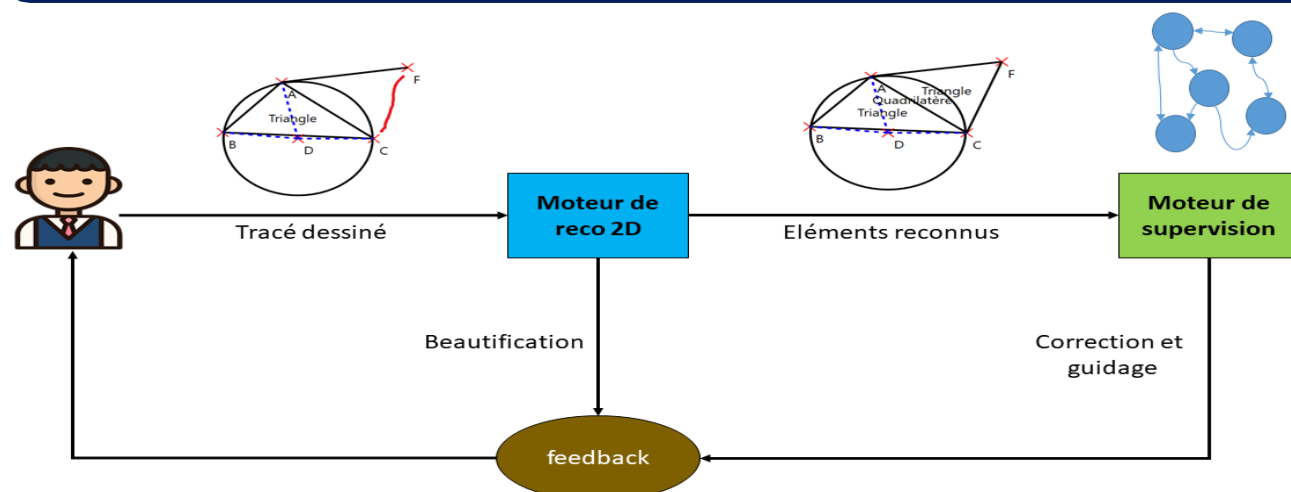 F
A
Triangle
B
D
C
F
A
Triangle
Quadrilatère
Triangle
B
D
C
Moteur de
reco 2D
Moteur de
supervision
Tracé dessiné
Eléments reconnus
Beautification
Correction et
guidage
feedback